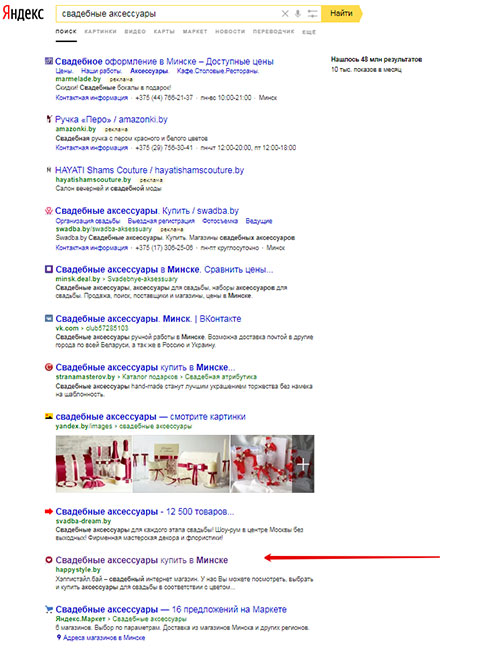 Яндекс
свадебные аксессуары
Найти
ПОИСК КАРТИНКИ ВИДЕО КАРТЫ МАРКЕТ НОВОСТИ ПЕРЕВОДЧИК ЕЩЁ
Нашлось 48 млн результатов
10 тыс. показов в месяц
Свадебное оформление в Минске – Доступные цены
Цены. Наши работы. Аксессуары. Кафе.Столовые.Рестораны.
marmelade.by реклама
Скидки! Свадебные бокалы в подарок!
Контактная информация · +375 (44) 766-21-37 · пн-вс 10:00-21:00 · Минск
Ручка «Перо» / amazonki.by
amazonki.by реклама
Свадебная ручка с пером красного и белого цветов
Контактная информация · +375 (29) 756-30-41 · пн-чт 12:00-20:00, пт 12:00-18:00
HAYATI Shams Couture / hayatishamscouture.by
hayatishamscouture.by реклама
Салон вечерней и свадебной моды
Свадебные аксессуары. Купить / swadba.by
Организация свадьбы Выездная регистрация Фотосъемка Ведущие
swadba.by/swadba-aksessuary реклама
Swadba.by Свадебные аксессуары. Купить. Магазины свадебных аксессуаров
Контактная информация · +375 (17) 306-25-06 · пн-пт круглосуточно · Минск
Свадебные аксессуары в Минске. Сравнить цены...
minsk.deal.by › Svadebnye-aksessuary
Свадебные аксессуары, аксессуары для свадьбы, наборы аксессуаров для
свадьбы. Продажа, поиск, поставщики и магазины, цены в Минске.
Свадебные аксессуары. Минск. | ВКонтакте
vk.com › club57285103
Свадебные аксессуары ручной работы в Минске. Возможна доставка почтой в другие
города по всей Беларуси, а так же в Россию и Украину.
Свадебные аксессуары купить в Минске...
stranamasterov.by › Каталог подарков › Свадебная атрибутика
Свадебные аксессуары hand-made станут лучшим украшением торжества без намека
на шаблонность.
свадебные аксессуары — смотрите картинки
yandex.by/images › свадебные аксессуары
Свадебные аксессуары - 12 500 товаров...
svadba-dream.by
Свадебные аксессуары для каждого этапа свадьбы! Шоу-рум в центре Москвы без
выходных! Фирменная мастерская декора и флористики!
Свадебные аксессуары купить в Минске
happystyle.by
Хэппистайл.бай – свадебный интернет магазин. У нас Вы можете посмотреть, выбрать
и купить аксессуары для свадьбы в соответствии с цветом...
Свадебные аксессуары — 16 предложений на Маркете
Яндекс.Маркет › Свадебные аксессуары
6 магазинов. Выбор по параметрам. Доставка из магазинов Минска и других регионов.
Адреса магазинов в Минске